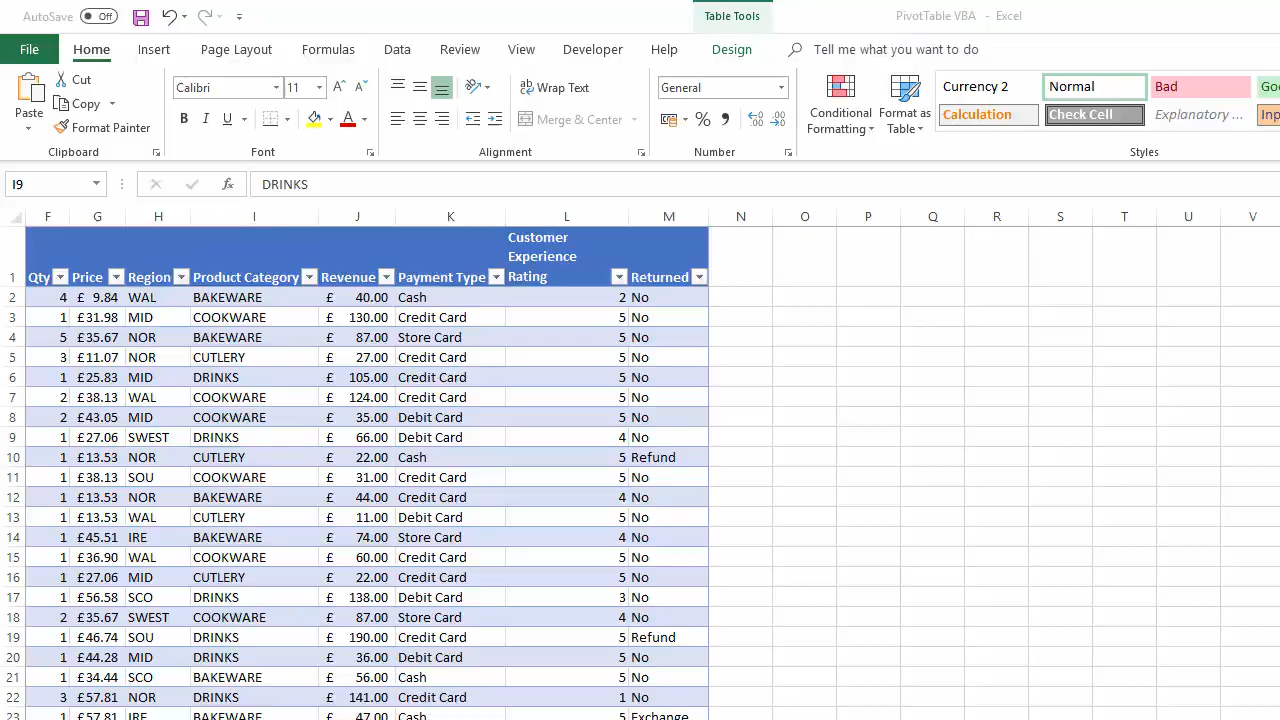 AutoSave Off Table Tools PivotTable VBA - Excel
File Home Insert Page Layout Formulas Data Review View Developer Help Design Tell me what you want to do
Cut
Copy
Format Painter
Paste
Clipboard
Calibri 11
B I U
Font
Wrap Text
Merge & Center
Alignment
General
%
Number
Conditional Formatting
Format as Table
Currency 2 Normal Bad Goo
Calculation Check Cell Explanatory ... Inp
Styles
I9 fx DRINKS
F G H I J K L M N O P Q R S T U V
1 Qty Price Region Product Category Revenue Payment Type Customer Experience Rating Returned
2 4 £ 9.84 WAL BAKEWARE £ 40.00 Cash 2 No
3 1 £31.98 MID COOKWARE £ 130.00 Credit Card 5 No
4 5 £35.67 NOR BAKEWARE £ 87.00 Store Card 5 No
5 3 £11.07 NOR CUTLERY £ 27.00 Credit Card 5 No
6 1 £25.83 MID DRINKS £ 105.00 Credit Card 5 No
7 2 £38.13 WAL COOKWARE £ 124.00 Credit Card 5 No
8 2 £43.05 MID COOKWARE £ 35.00 Debit Card 5 No
9 1 £27.06 SWEST DRINKS £ 66.00 Debit Card 4 No
10 1 £13.53 NOR CUTLERY £ 22.00 Cash 5 Refund
11 1 £38.13 SOU COOKWARE £ 31.00 Credit Card 5 No
12 1 £13.53 NOR BAKEWARE £ 44.00 Credit Card 4 No
13 1 £13.53 WAL CUTLERY £ 11.00 Debit Card 5 No
14 1 £45.51 IRE BAKEWARE £ 74.00 Store Card 4 No
15 1 £36.90 WAL COOKWARE £ 60.00 Credit Card 5 No
16 1 £27.06 MID CUTLERY £ 22.00 Credit Card 5 No
17 1 £56.58 SCO DRINKS £ 138.00 Debit Card 3 No
18 2 £35.67 SWEST COOKWARE £ 87.00 Store Card 4 No
19 1 £46.74 SOU DRINKS £ 190.00 Credit Card 5 Refund
20 1 £44.28 MID DRINKS £ 36.00 Debit Card 5 No
21 1 £34.44 SCO BAKEWARE £ 56.00 Cash 5 No
22 3 £57.81 NOR DRINKS £ 141.00 Credit Card 1 No
23 1 £57.81 IRE BAKEWARE £ 47.00 Cash 5 Exchange